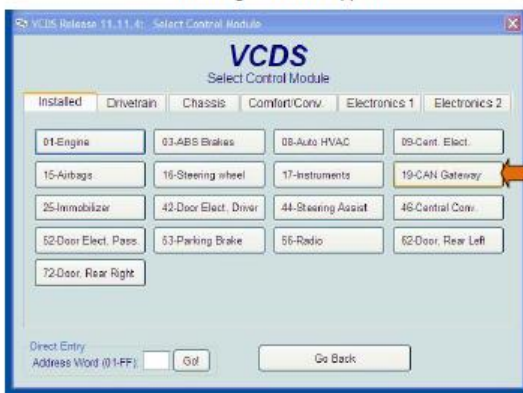 VCDS Release 11.11.4: Select Control Module
VCDS
Select Control Module
Installed Drivetrain Chassis Comfort/Conv. Electronics 1 Electronics 2
01-Engine 03-ABS Brakes 08-Auto HVAC 09-Cent. Elect.
15-Airbags 16-Steering wheel 17-Instruments 19-CAN Gateway
25-Immobilizer 42-Door Elect, Driver 44-Steering Assist 46-Central Conv.
52-Door Elect, Pass. 53-Parking Brake 56-Radio 62-Door, Rear Left
72-Door, Rear Right
Direct Entry
Address Word (01-FF): Go!
Go Back